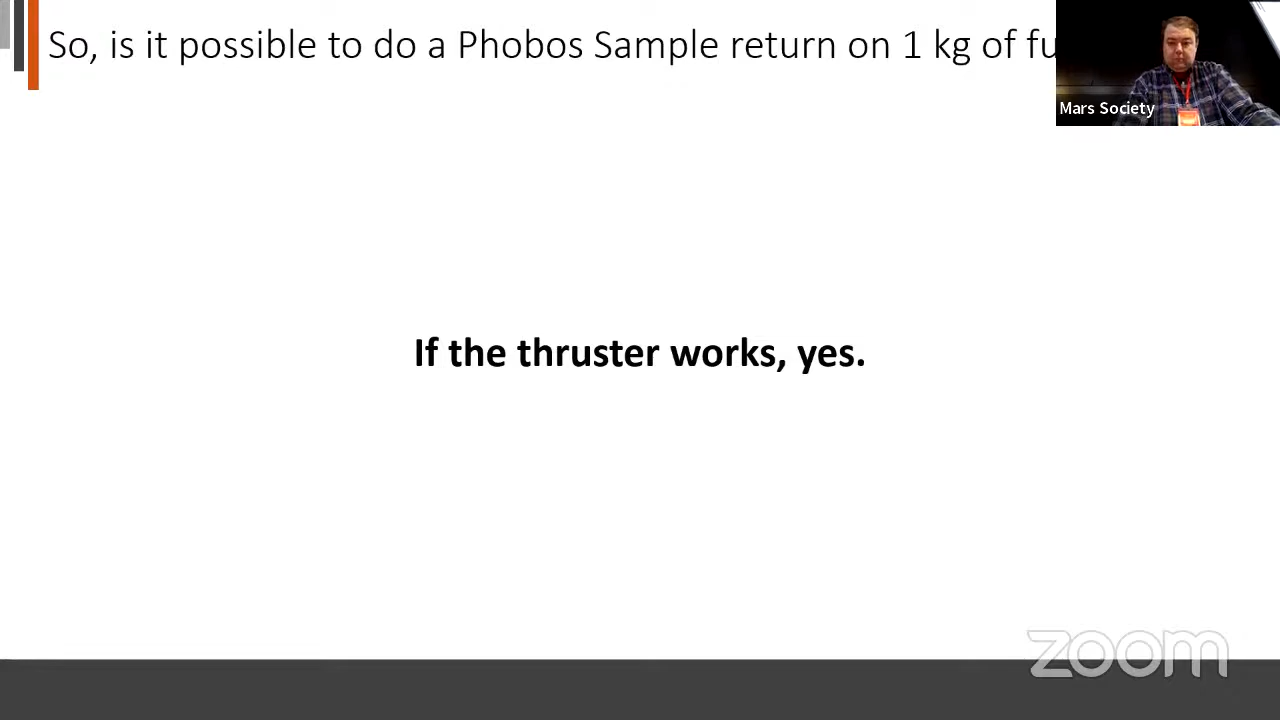 So, is it possible to do a Phobos Sample return on 1 kg of
Mars Society
If the thruster works, yes.
zoom